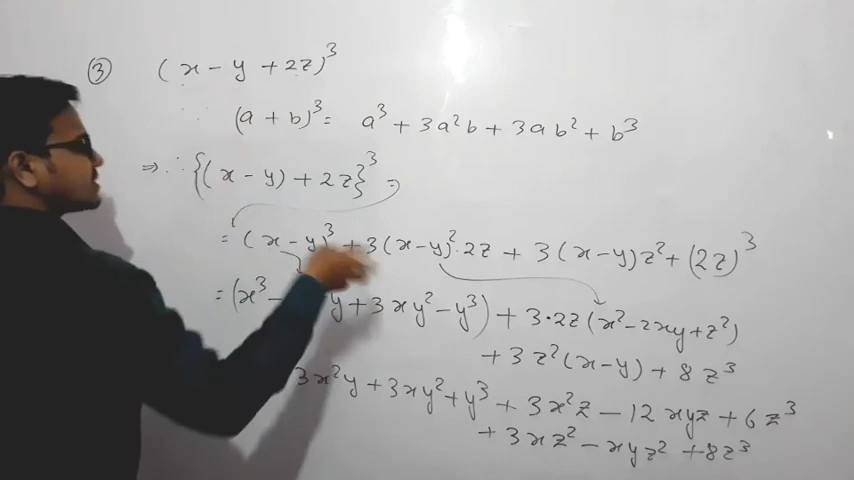 ③ (x - y + 2z)³
∵ (a + b)³ = a³ + 3a²b + 3ab² + b³
⇒ ∴ {(x - y) + 2z}³ =
= (x - y)³ + 3(x-y)².2z + 3(x-y)z² + (2z)³
= (x³ - y + 3xy² - y³) + 3.2z(x² - 2xy + z²)
+ 3z²(x-y) + 8z³
3x²y + 3xy² + y³ + 3x²z - 12xyz + 6z³
+ 3xz² - xyz² + 8z³